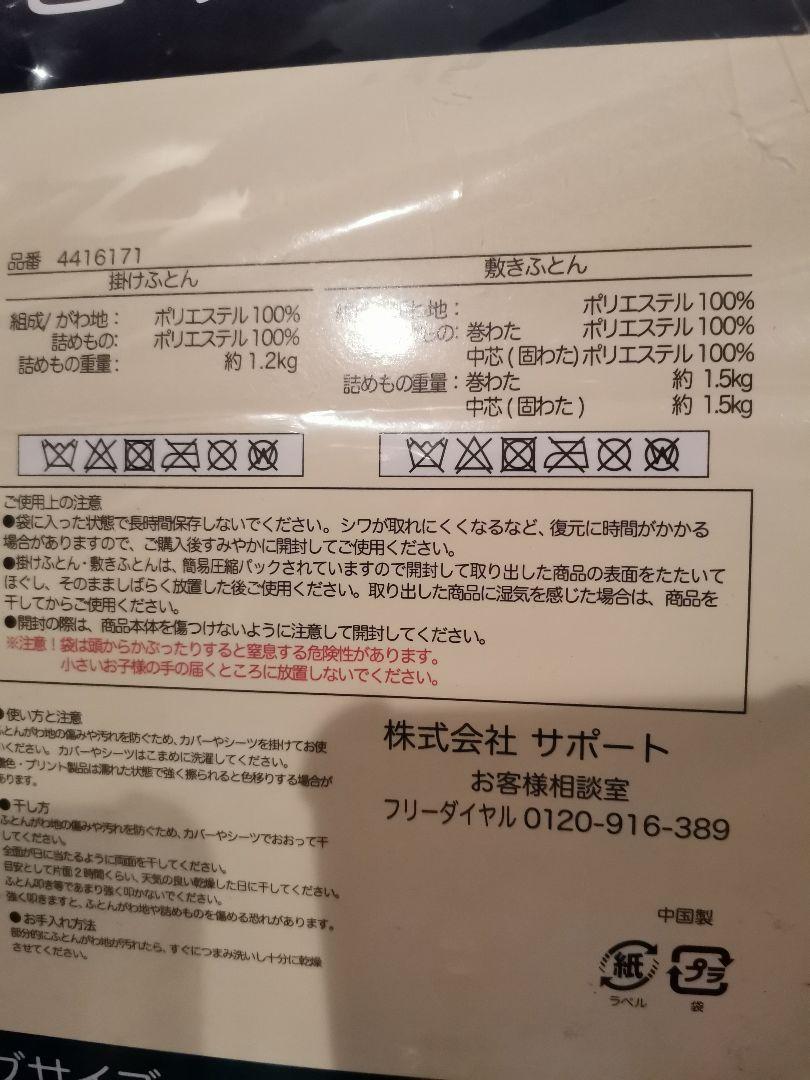 品番 4416171
掛けふとん
敷きふとん
組成/がわ地： ポリエステル100%
詰めもの: ポリエステル100%
詰めもの重量： 約1.2kg
地： ポリエステル100%
の: 巻わた ポリエステル100%
中芯(固わた)ポリエステル100%
詰めもの重量：巻わた 約 1.5kg
中芯(固わた) 約 1.5kg
ご使用上の注意
●袋に入った状態で長時間保存しないでください。シワが取れにくくなるなど、復元に時間がかかる
場合がありますので、ご購入後すみやかに開封してご使用ください。
●掛けふとん・敷きふとんは、簡易圧縮パックされていますので開封して取り出した商品の表面をたたいて
ほぐし、そのまましばらく放置した後ご使用ください。取り出した商品に湿気を感じた場合は、商品を
干してからご使用ください。
●開封の際は、商品本体を傷つけないように注意して開封してください。
※注意！袋は頭からかぶったりすると窒息する危険性があります。
小さいお子様の手の届くところに放置しないでください。
●使い方と注意
ふとんがわ地の傷みや汚れを防ぐため、カバーやシーツを掛けてお使
いください。カバーやシーツはこまめに洗濯してください。
色・プリント製品は濡れた状態で強く擦られると色移りする場合が
あります。
●干し方
ふとんがわ地の傷みや汚れを防ぐため、カバーやシーツでおおって干
してください。
全面が日に当たるように両面を干してください。
目安として片面2時間くらい、天気の良い乾燥した日に干してください。
ふとん叩き等であまり強く叩かないでください。
強く叩きますと、ふとんがわ地や詰めものを傷める恐れがあります。
●お手入れ方法
部分的にふとんがわ地が汚れたら、すぐにつまみ洗いし十分に乾燥
させてください。
株式会社 サポート
お客様相談室
フリーダイヤル 0120-916-389
中国製
紙
ラベル
プラ
袋
グサイズ